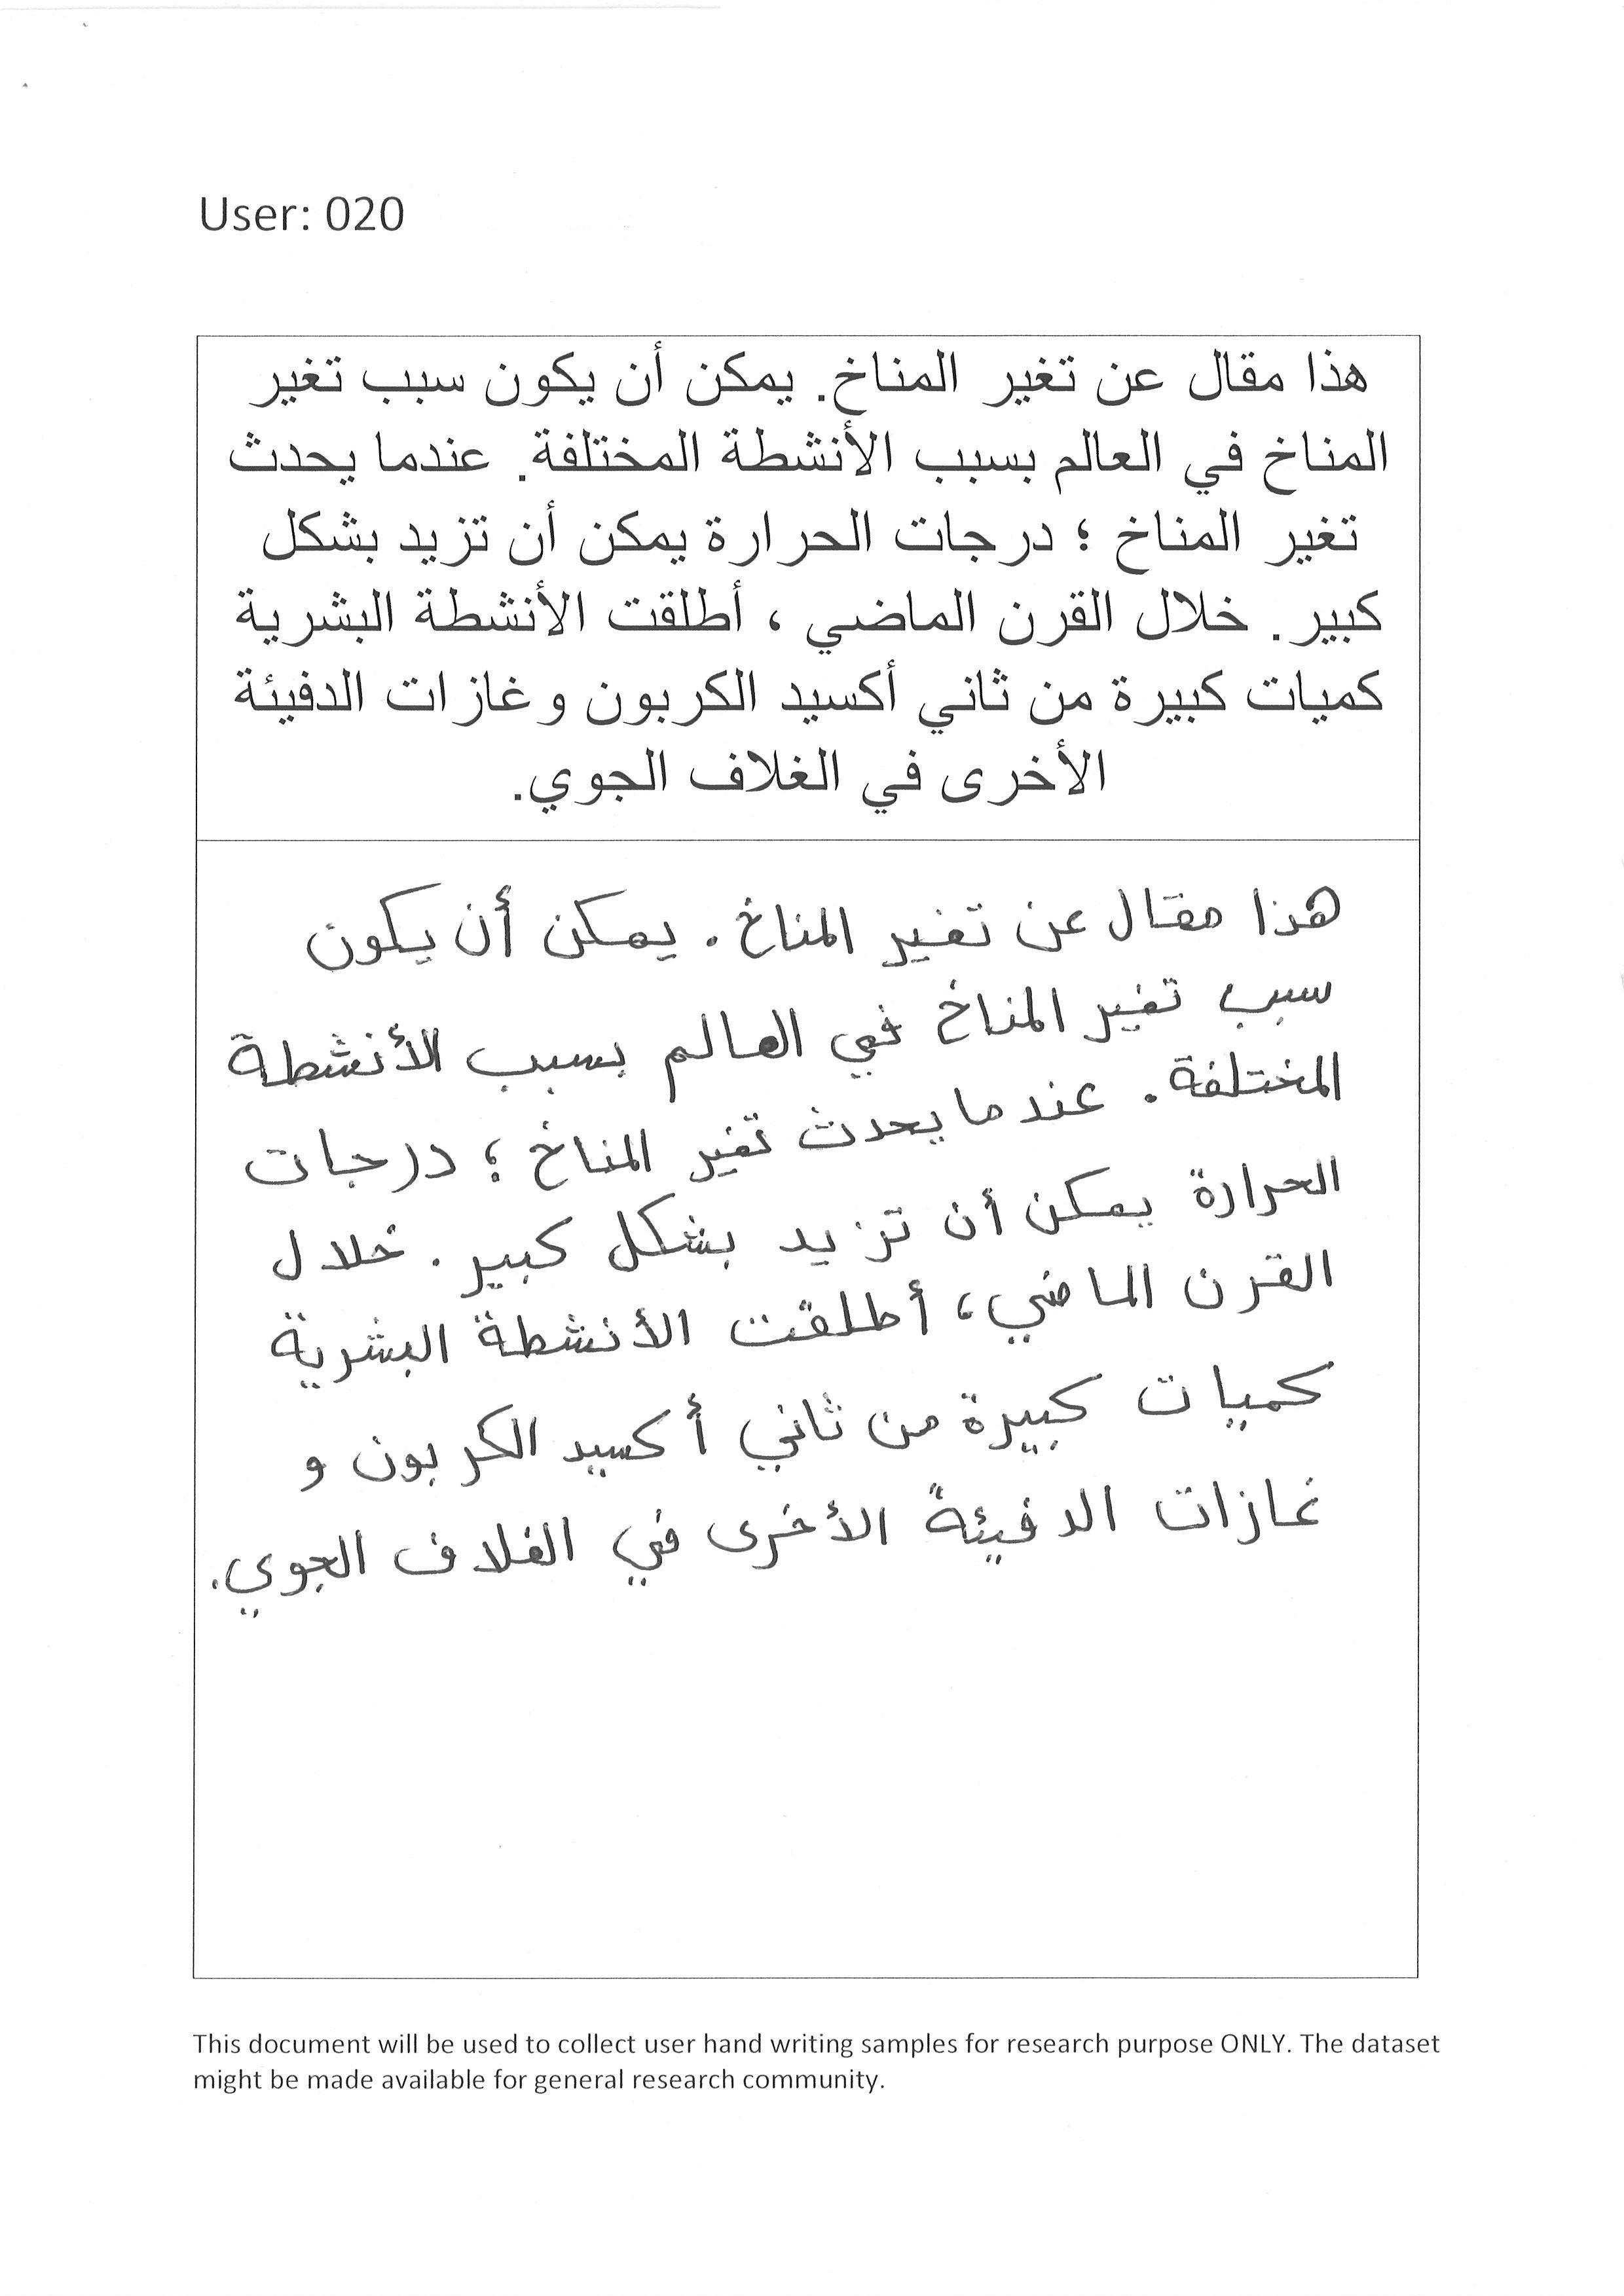 User: 020
هذا مقال عن تغير المناخ. يمكن أن يكون سبب تغير
المناخ في العالم بسبب الأنشطة المختلفة. عندما يحدث
تغير المناخ ؛ درجات الحرارة يمكن أن تزيد بشكل
كبير. خلال القرن الماضي ، أطلقت الأنشطة البشرية
كميات كبيرة من ثاني أكسيد الكربون و غازات الدفيئة
الأخرى في الغلاف الجوي.
هذا مقال عن تغير المناخ. يمكن أن يكون
سبب تغير المناخ في العالم بسبب الأنشطة
المختلفة. عندما يحدث تغير المناخ ؛ درجات
الحرارة يمكن أن تزيد بشكل كبير. خلال
القرن الماضي، أطلقت الأنشطة البشرية
كميات كبيرة من ثاني أكسيد الكربون و
غازات الدفيئة الأخرى في الغلاف الجوي.
This document will be used to collect user hand writing samples for research purpose ONLY. The dataset
might be made available for general research community.